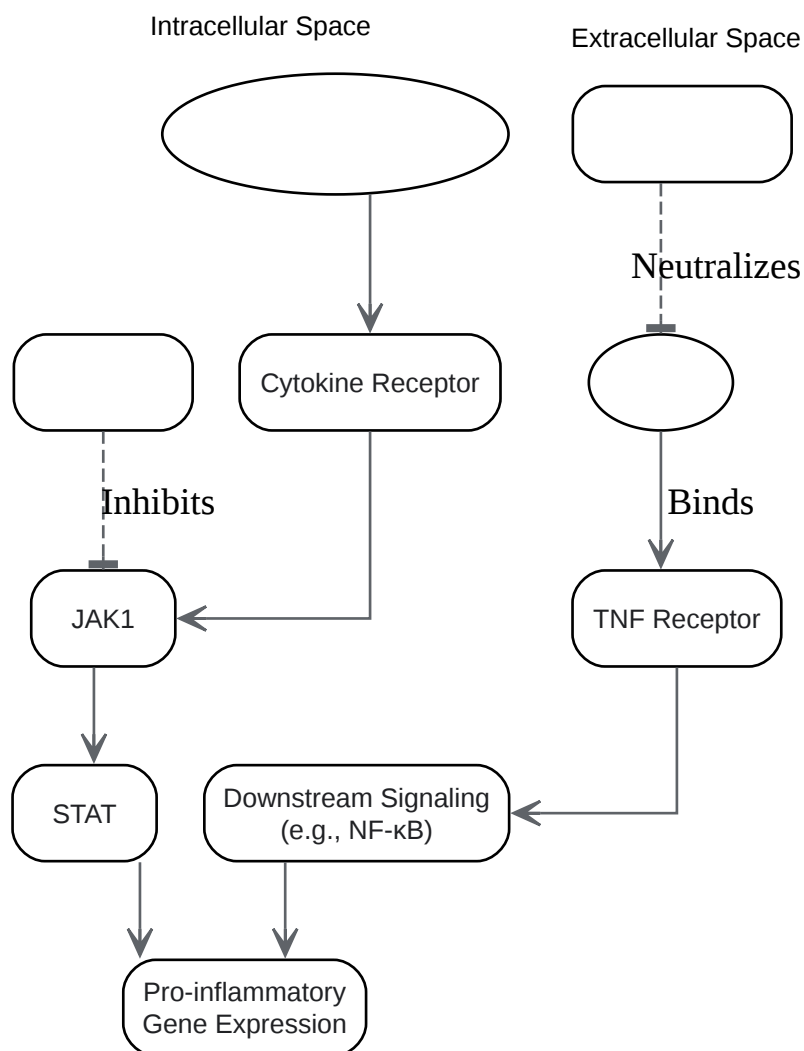 Intracellular Space
Extracellular Space
Neutralizes
Cytokine Receptor
Inhibits
Binds
JAK1
TNF Receptor
STAT
Downstream Signaling
(e.g., NF-κB)
Pro-inflammatory
Gene Expression